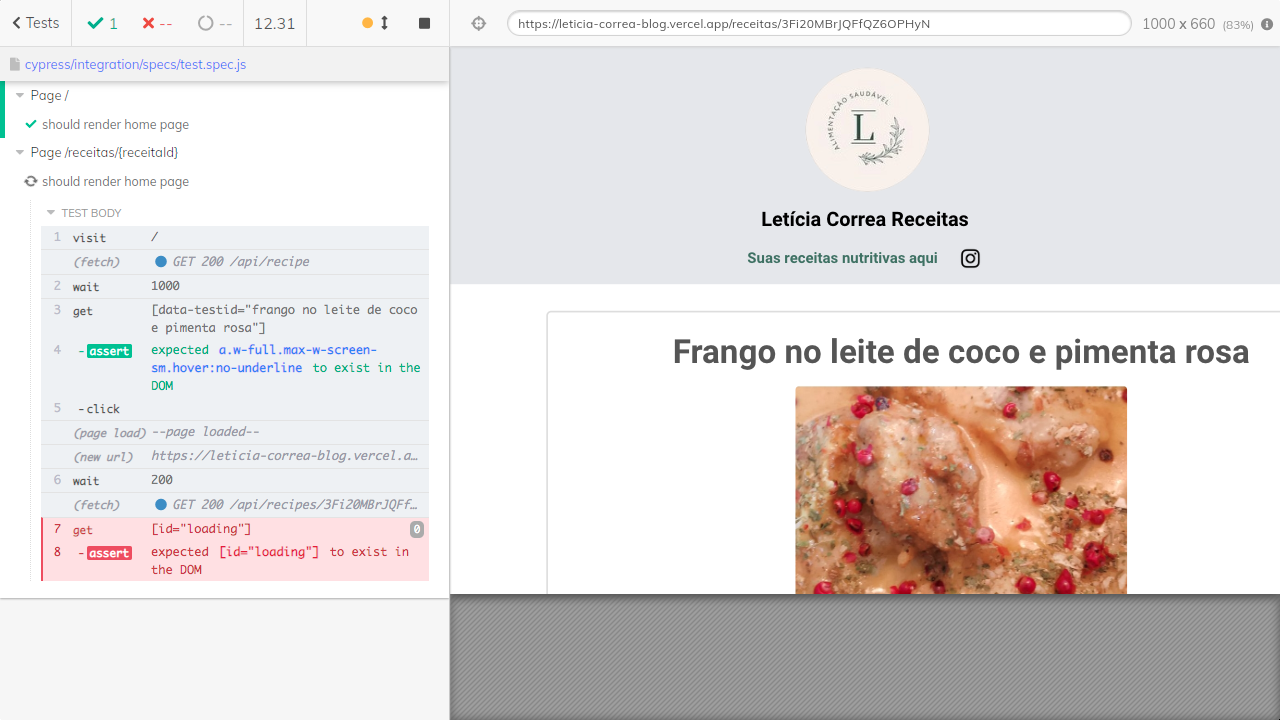 Tests
1
--
--
12.31
https://leticia-correa-blog.vercel.app/receitas/3Fi20MBrJQFfQZ6OPHyN
1000 x 660 (83%)
cypress/integration/specs/test.spec.js
Page /
should render home page
Page /receitas/{receitaId}
should render home page
TEST BODY
1 visit /
(fetch) GET 200 /api/recipe
2 wait 1000
3 get [data-testid="frango no leite de coco
e pimenta rosa"]
4 -assert expected a.w-full.max-w-screen-
sm.hover:no-underline to exist in the
DOM
5 -click
(page load) --page loaded--
(new url) https://leticia-correa-blog.vercel.a…
6 wait 200
(fetch) GET 200 /api/recipes/3Fi20MBrJQFf…
7 get [id="loading"] 0
8 -assert expected [id="loading"] to exist in
the DOM
ALIMENTAÇÃO SAUDÁVEL
L
Letícia Correa Receitas
Suas receitas nutritivas aqui
Frango no leite de coco e pimenta rosa